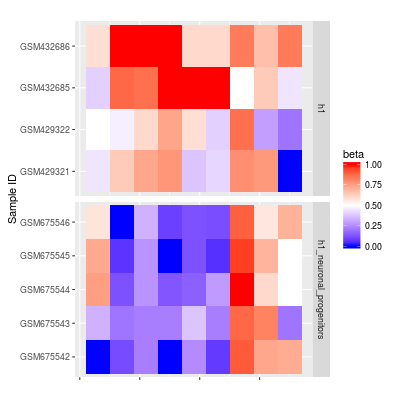 Sample ID
GSM432686
GSM432685
GSM429322
GSM429321
h1
GSM675546
GSM675545
GSM675544
GSM675543
GSM675542
h1_neuronal_progenitors
beta
1.00
0.75
0.50
0.25
0.00